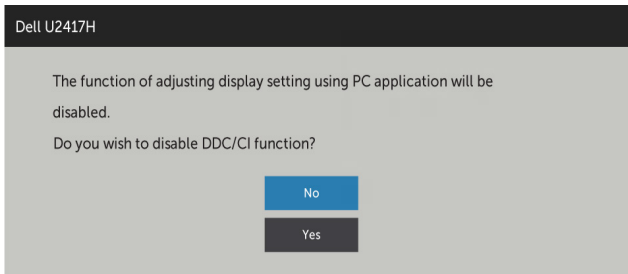 Dell U2417H
The function of adjusting display setting using PC application will be
disabled.
Do you wish to disable DDC/CI function?
No
Yes